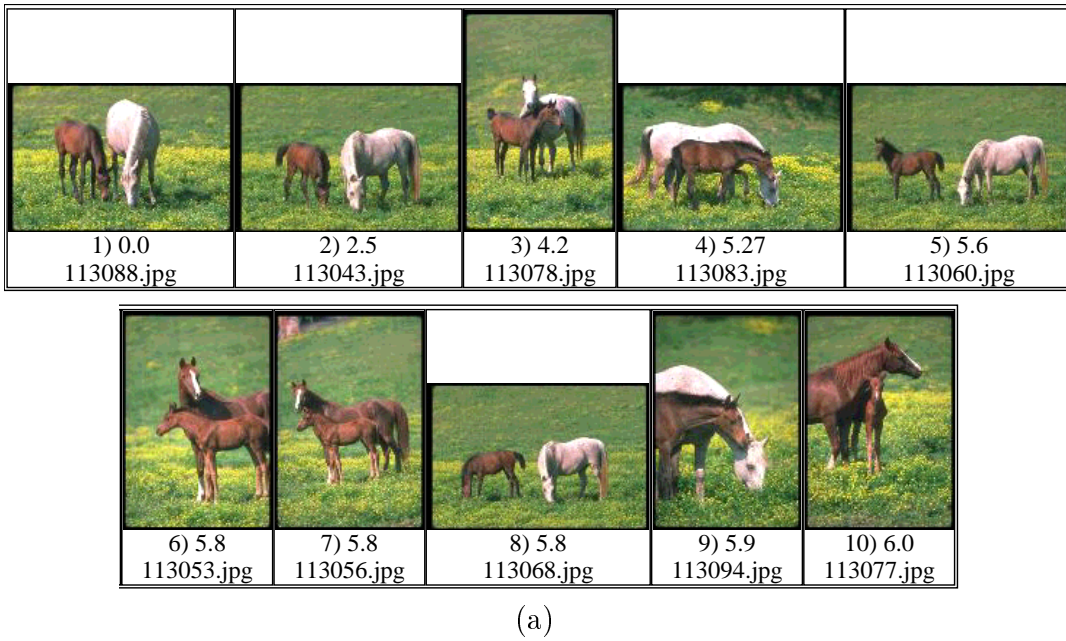 1) 0.0
113088.jpg
2) 2.5
113043.jpg
3) 4.2
113078.jpg
4) 5.27
113083.jpg
5) 5.6
113060.jpg
6) 5.8
113053.jpg
7) 5.8
113056.jpg
8) 5.8
113068.jpg
9) 5.9
113094.jpg
10) 6.0
113077.jpg
(a)